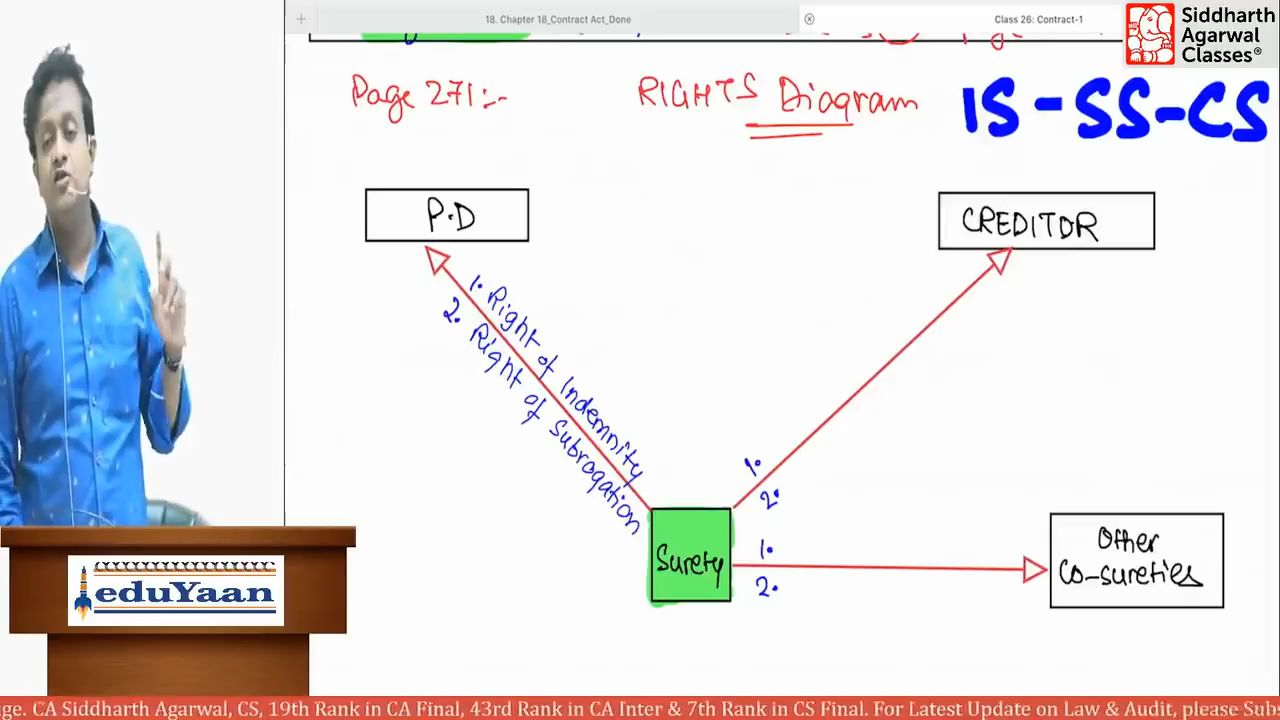 18. Chapter 18_Contract Act_Done
Class 26: Contract-1
Siddharth
Agarwal
Classes®
Page 271:-
RIGHTS Diagram
IS-SS-CS
P.D
CREDITOR
1. Right of Indemnity
2. Right of Subrogation
1.
2.
Surety
1.
2.
Other
Co-sureties
eduYaan
ge. CA Siddharth Agarwal, CS, 19th Rank in CA Final, 43rd Rank in CA Inter & 7th Rank in CS Final. For Latest Update on Law & Audit, please Subs